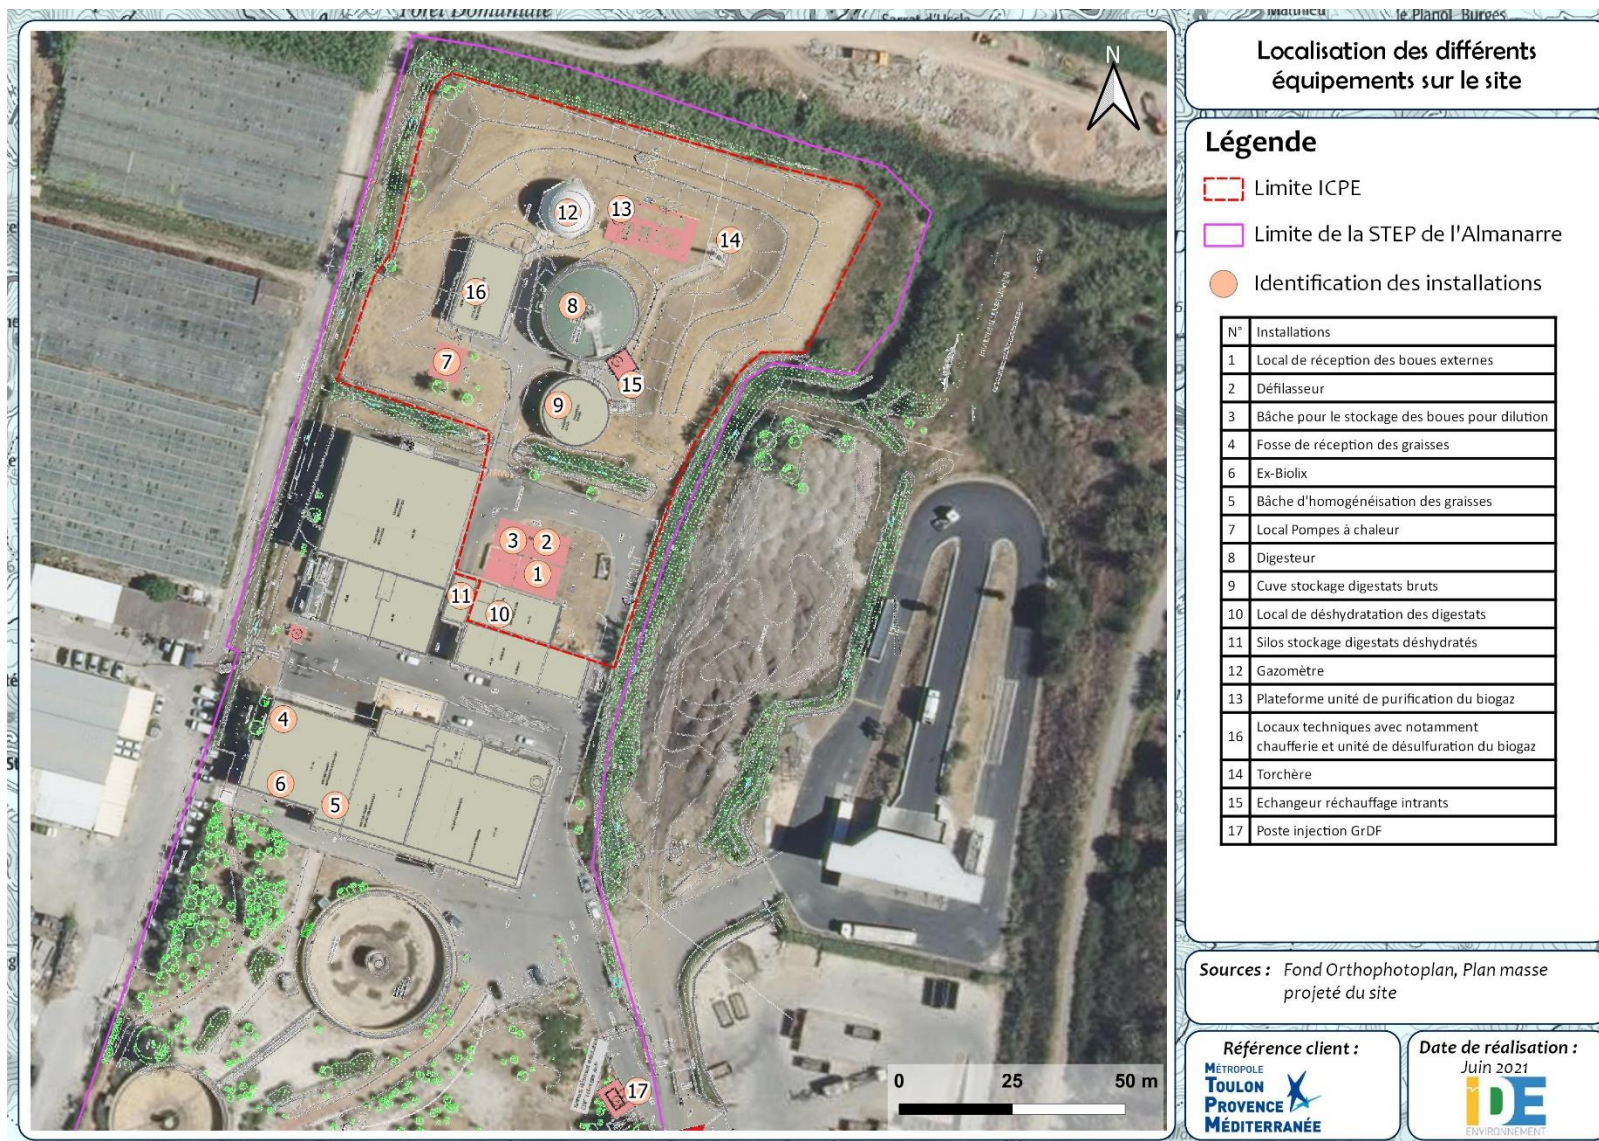 Forêt Domaniale
Matthieu
le Planol Burges
Localisation des différents
équipements sur le site
N
12
13
14
16
8
7
15
9
3
2
1
11
10
4
6
5
17
0 25 50 m
Légende
Limite ICPE
Limite de la STEP de l'Almanarre
Identification des installations
N° Installations
1 Local de réception des boues externes
2 Défilasseur
3 Bâche pour le stockage des boues pour dilution
4 Fosse de réception des graisses
6 Ex-Biolix
5 Bâche d'homogénéisation des graisses
7 Local Pompes à chaleur
8 Digesteur
9 Cuve stockage digestats bruts
10 Local de déshydratation des digestats
11 Silos stockage digestats déshydratés
12 Gazomètre
13 Plateforme unité de purification du biogaz
16 Locaux techniques avec notamment
chaufferie et unité de désulfuration du biogaz
14 Torchère
15 Echangeur réchauffage intrants
17 Poste injection GrDF
Sources : Fond Orthophotoplan, Plan masse
projeté du site
Référence client :
MÉTROPOLE
TOULON
PROVENCE
MÉDITERRANÉE
Date de réalisation :
Juin 2021
iDE
ENVIRONNEMENT